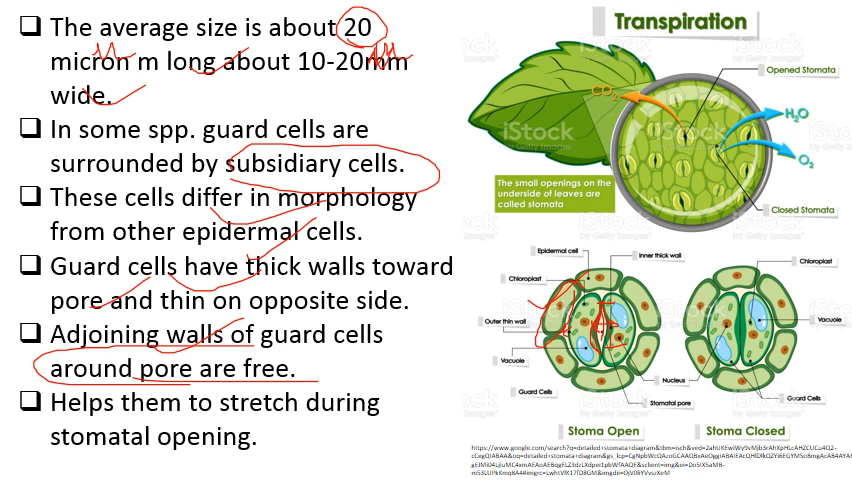 ❑ The average size is about 20
micron m long about 10-20mm
wide.
❑ In some spp. guard cells are
surrounded by subsidiary cells.
❑ These cells differ in morphology
from other epidermal cells.
❑ Guard cells have thick walls toward
pore and thin on opposite side.
❑ Adjoining walls of guard cells
around pore are free.
❑ Helps them to stretch during
stomatal opening.
Transpiration
Opened Stomata
CO₂
H₂O
O₂
iStock
The small openings on the
underside of leaves are
called stomata
Closed Stomata
Epidermal cell
Inner thick wall
Chloroplast
Chloroplast
Outer thin wall
Vacuole
Vacuole
Nucleus
Guard Cells
Guard Cells
Stomatal pore
Stoma Open
Stoma Closed